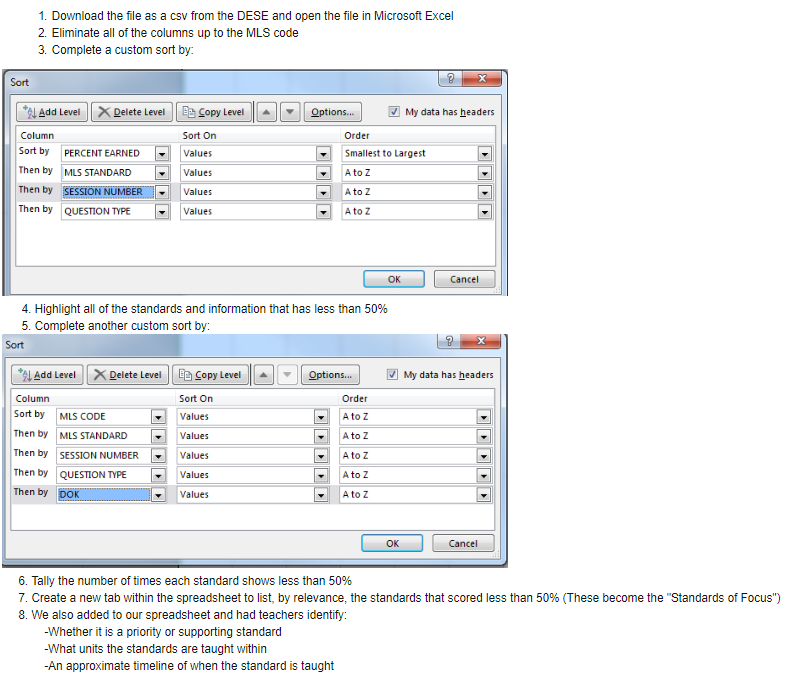 1. Download the file as a csv from the DESE and open the file in Microsoft Excel
2. Eliminate all of the columns up to the MLS code
3. Complete a custom sort by:
Sort
Add Level Delete Level Copy Level Options... My data has headers
Column Sort On Order
Sort by PERCENT EARNED Values Smallest to Largest
Then by MLS STANDARD Values A to Z
Then by SESSION NUMBER Values A to Z
Then by QUESTION TYPE Values A to Z
OK Cancel
4. Highlight all of the standards and information that has less than 50%
5. Complete another custom sort by:
Sort
Add Level Delete Level Copy Level Options... My data has headers
Column Sort On Order
Sort by MLS CODE Values A to Z
Then by MLS STANDARD Values A to Z
Then by SESSION NUMBER Values A to Z
Then by QUESTION TYPE Values A to Z
Then by DOK Values A to Z
OK Cancel
6. Tally the number of times each standard shows less than 50%
7. Create a new tab within the spreadsheet to list, by relevance, the standards that scored less than 50% (These become the "Standards of Focus")
8. We also added to our spreadsheet and had teachers identify:
-Whether it is a priority or supporting standard
-What units the standards are taught within
-An approximate timeline of when the standard is taught